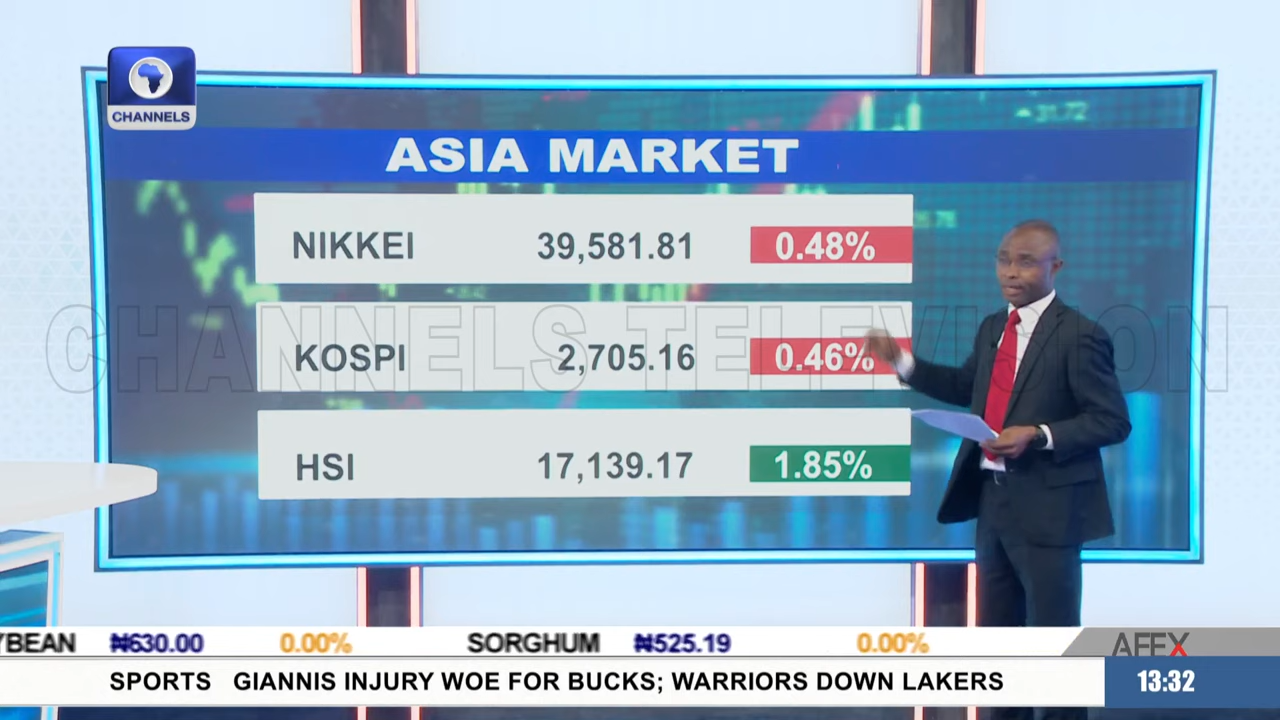 CHANNELS
31.72
ASIA MARKET
NIKKEI 39,581.81 0.48%
KOSPI 2,705.16 0.46%
HSI 17,139.17 1.85%
CHANNELS TELEVISION
YBEAN ₦630.00 0.00% SORGHUM ₦525.19 0.00% AFEX
SPORTS GIANNIS INJURY WOE FOR BUCKS; WARRIORS DOWN LAKERS 13:32